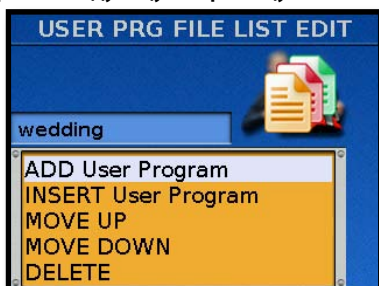 USER PRG FILE LIST EDIT
wedding
ADD User Program
INSERT User Program
MOVE UP
MOVE DOWN
DELETE